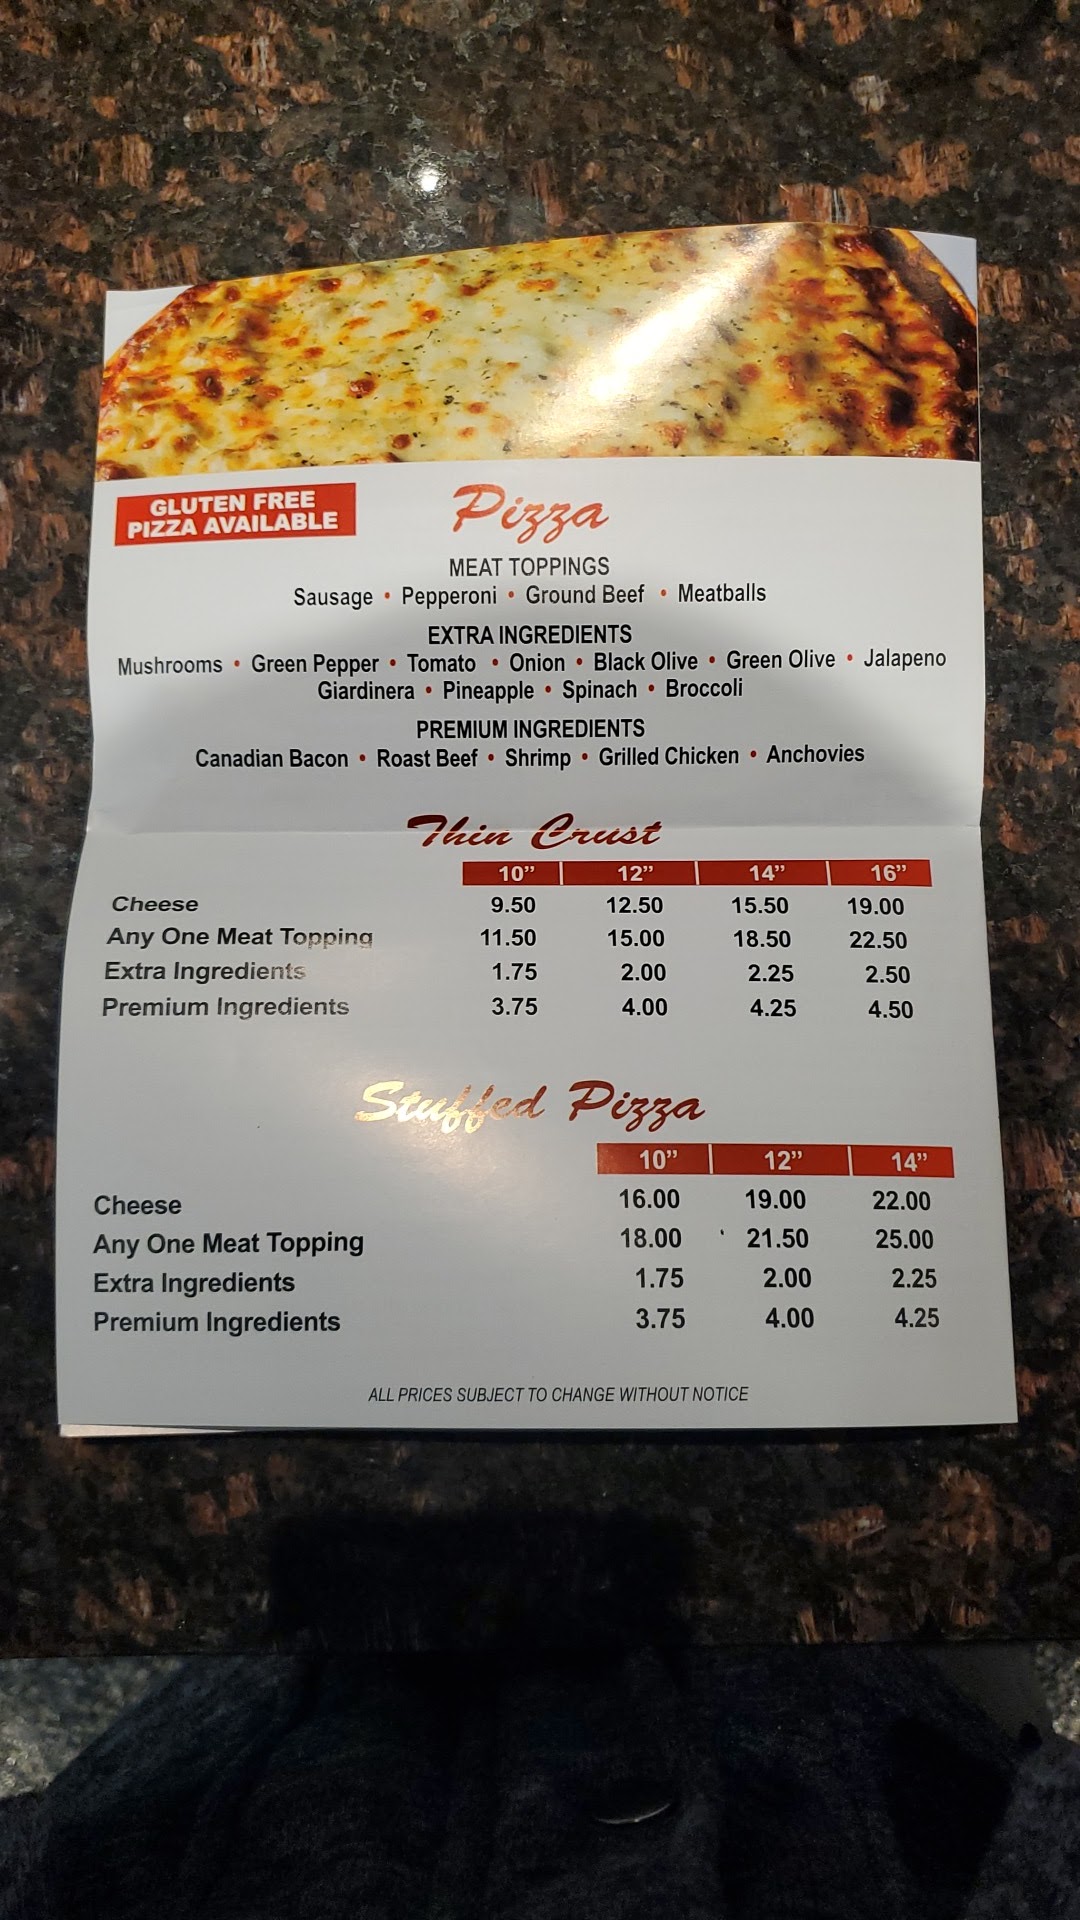 GLUTEN FREE
PIZZA AVAILABLE
Pizza
MEAT TOPPINGS
Sausage • Pepperoni • Ground Beef • Meatballs
EXTRA INGREDIENTS
Mushrooms • Green Pepper • Tomato • Onion • Black Olive • Green Olive • Jalapeno
Giardinera • Pineapple • Spinach • Broccoli
PREMIUM INGREDIENTS
Canadian Bacon • Roast Beef • Shrimp • Grilled Chicken • Anchovies
Thin Crust
10” | 12” | 14” | 16”
Cheese 9.50 12.50 15.50 19.00
Any One Meat Topping 11.50 15.00 18.50 22.50
Extra Ingredients 1.75 2.00 2.25 2.50
Premium Ingredients 3.75 4.00 4.25 4.50
Stuffed Pizza
10” | 12” | 14”
Cheese 16.00 19.00 22.00
Any One Meat Topping 18.00 21.50 25.00
Extra Ingredients 1.75 2.00 2.25
Premium Ingredients 3.75 4.00 4.25
ALL PRICES SUBJECT TO CHANGE WITHOUT NOTICE